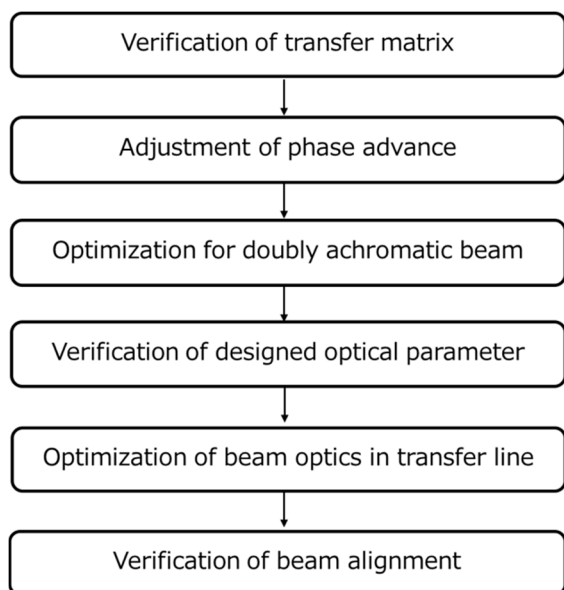 Verification of transfer matrix
Adjustment of phase advance
Optimization for doubly achromatic beam
Verification of designed optical parameter
Optimization of beam optics in transfer line
Verification of beam alignment